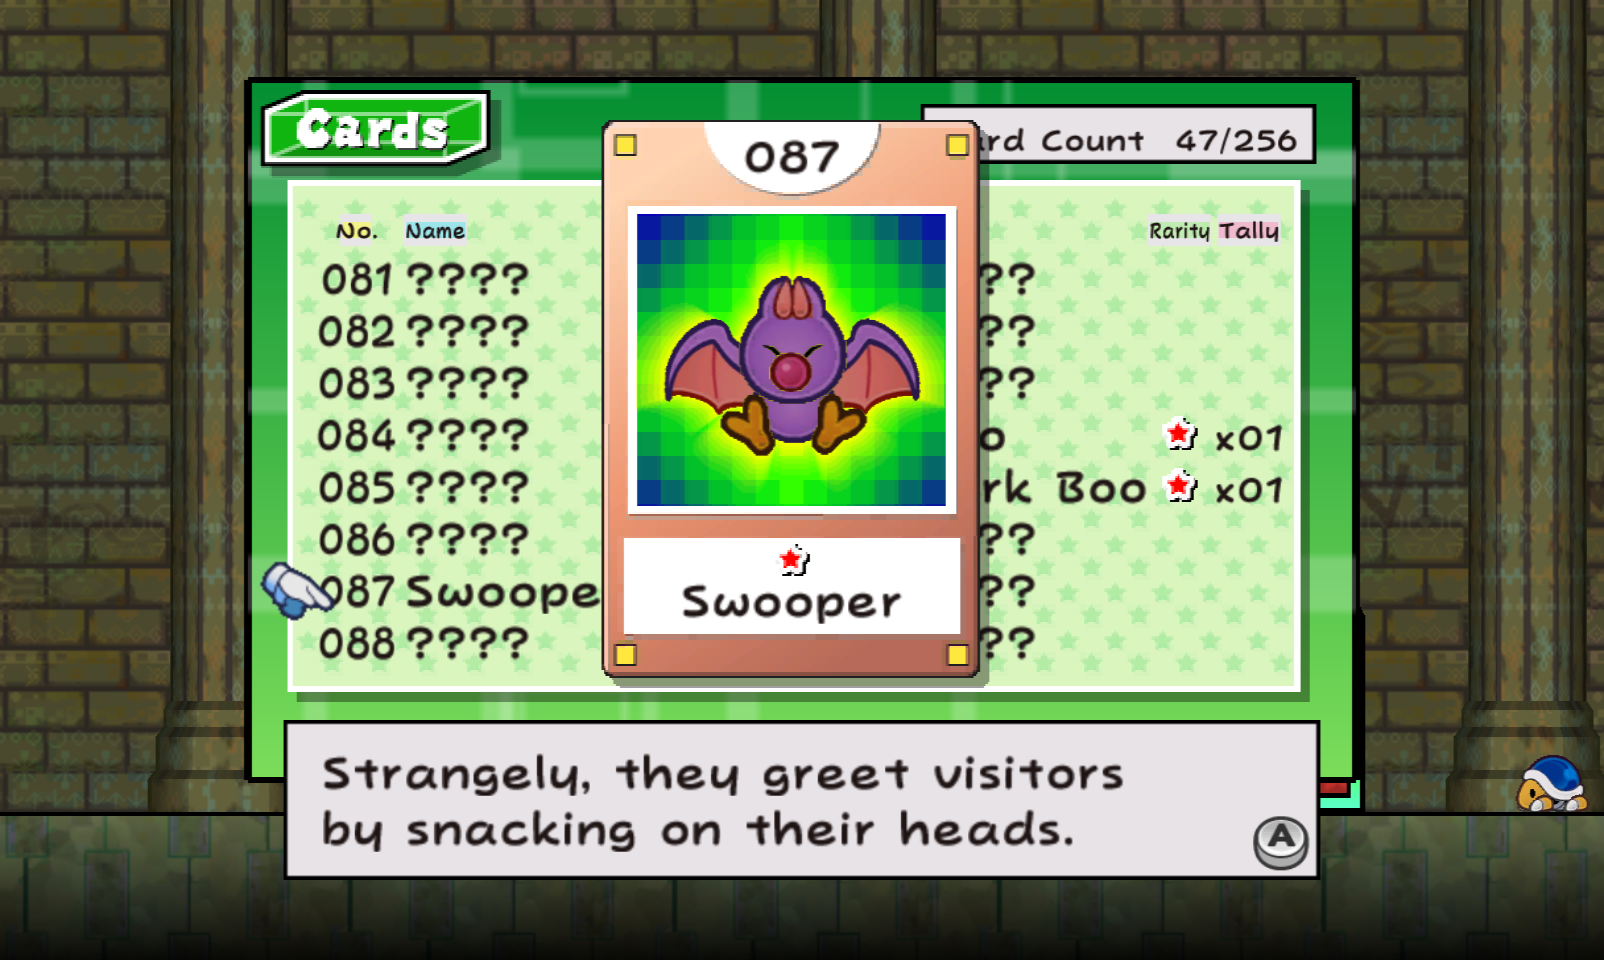 Cards
rd Count 47/256
087
No. Name
Rarity Tally
081 ????
??
082 ????
??
083 ????
??
084 ????
o x01
085 ????
rk Boo x01
086 ????
??
087 Swoope
??
088 ????
??
Swooper
Strangely, they greet visitors
by snacking on their heads.
A